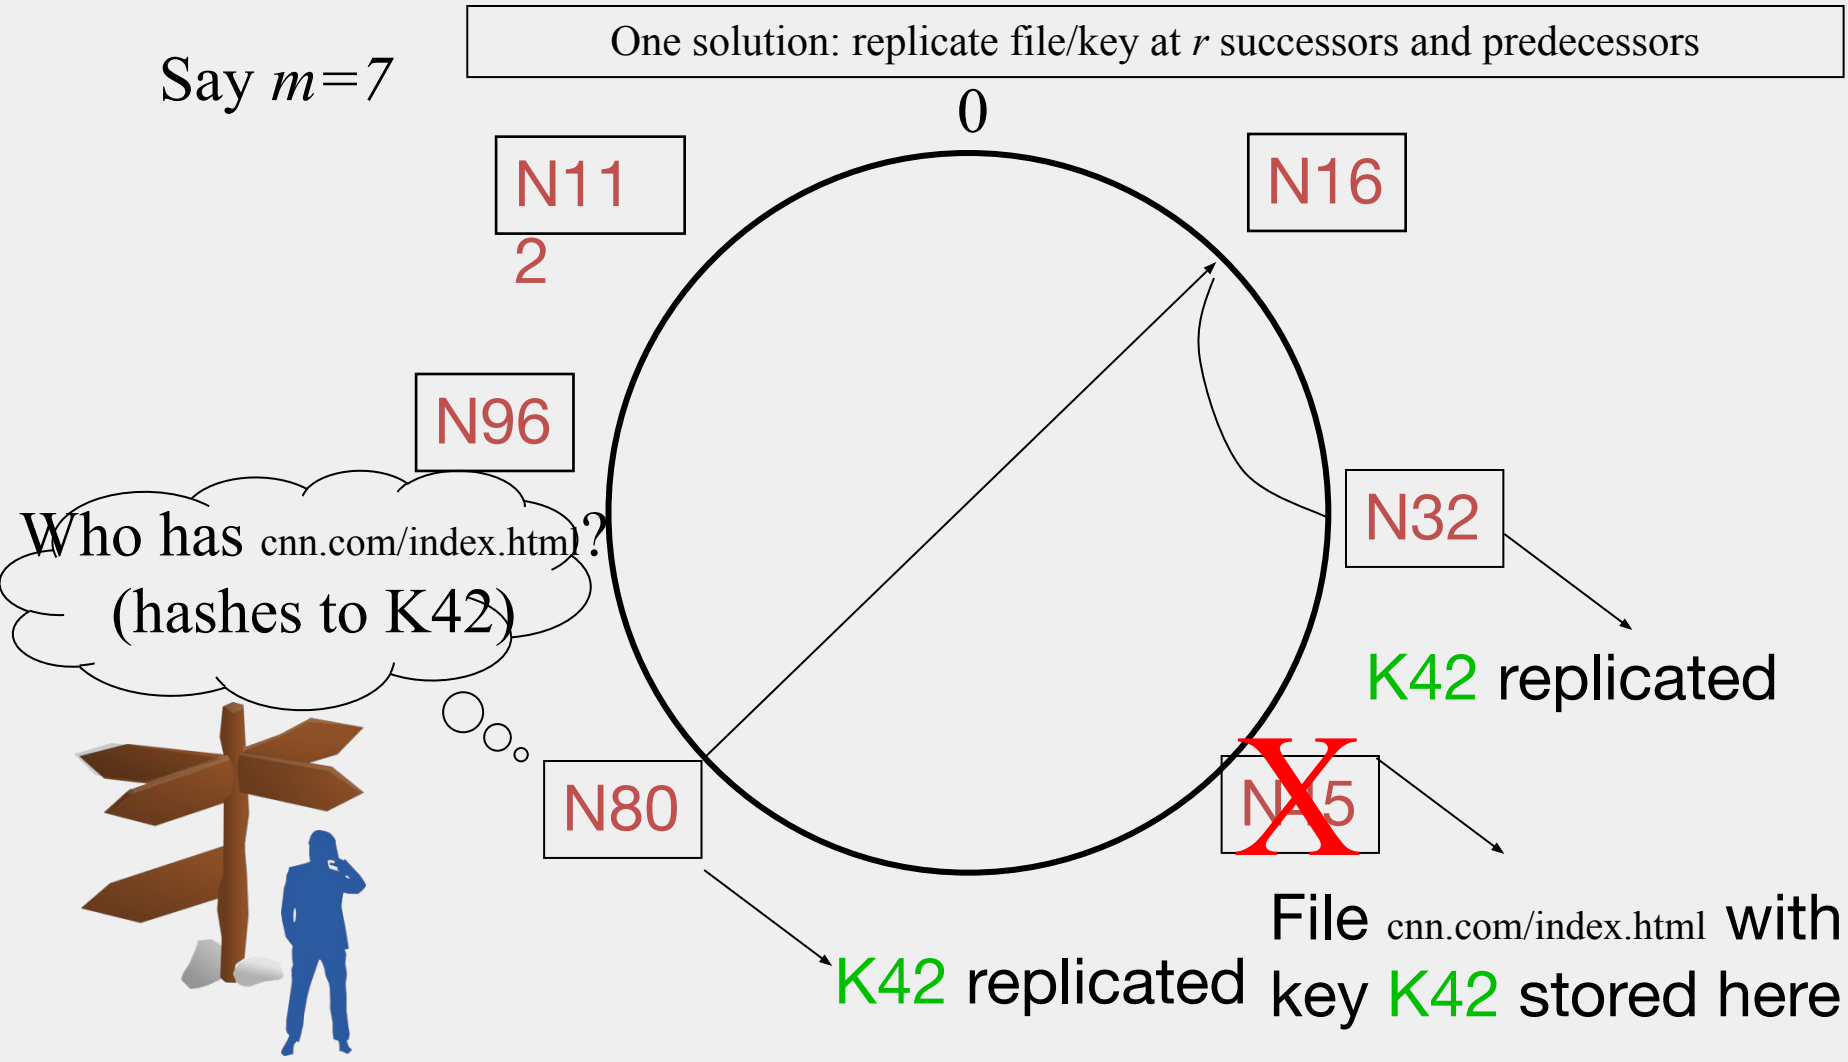 One solution: replicate file/key at r successors and predecessors
Say m=7
0
N11
2
N16
N96
N32
Who has cnn.com/index.html?
(hashes to K42)
K42 replicated
N80
N45
X
File cnn.com/index.html with
key K42 stored here
K42 replicated